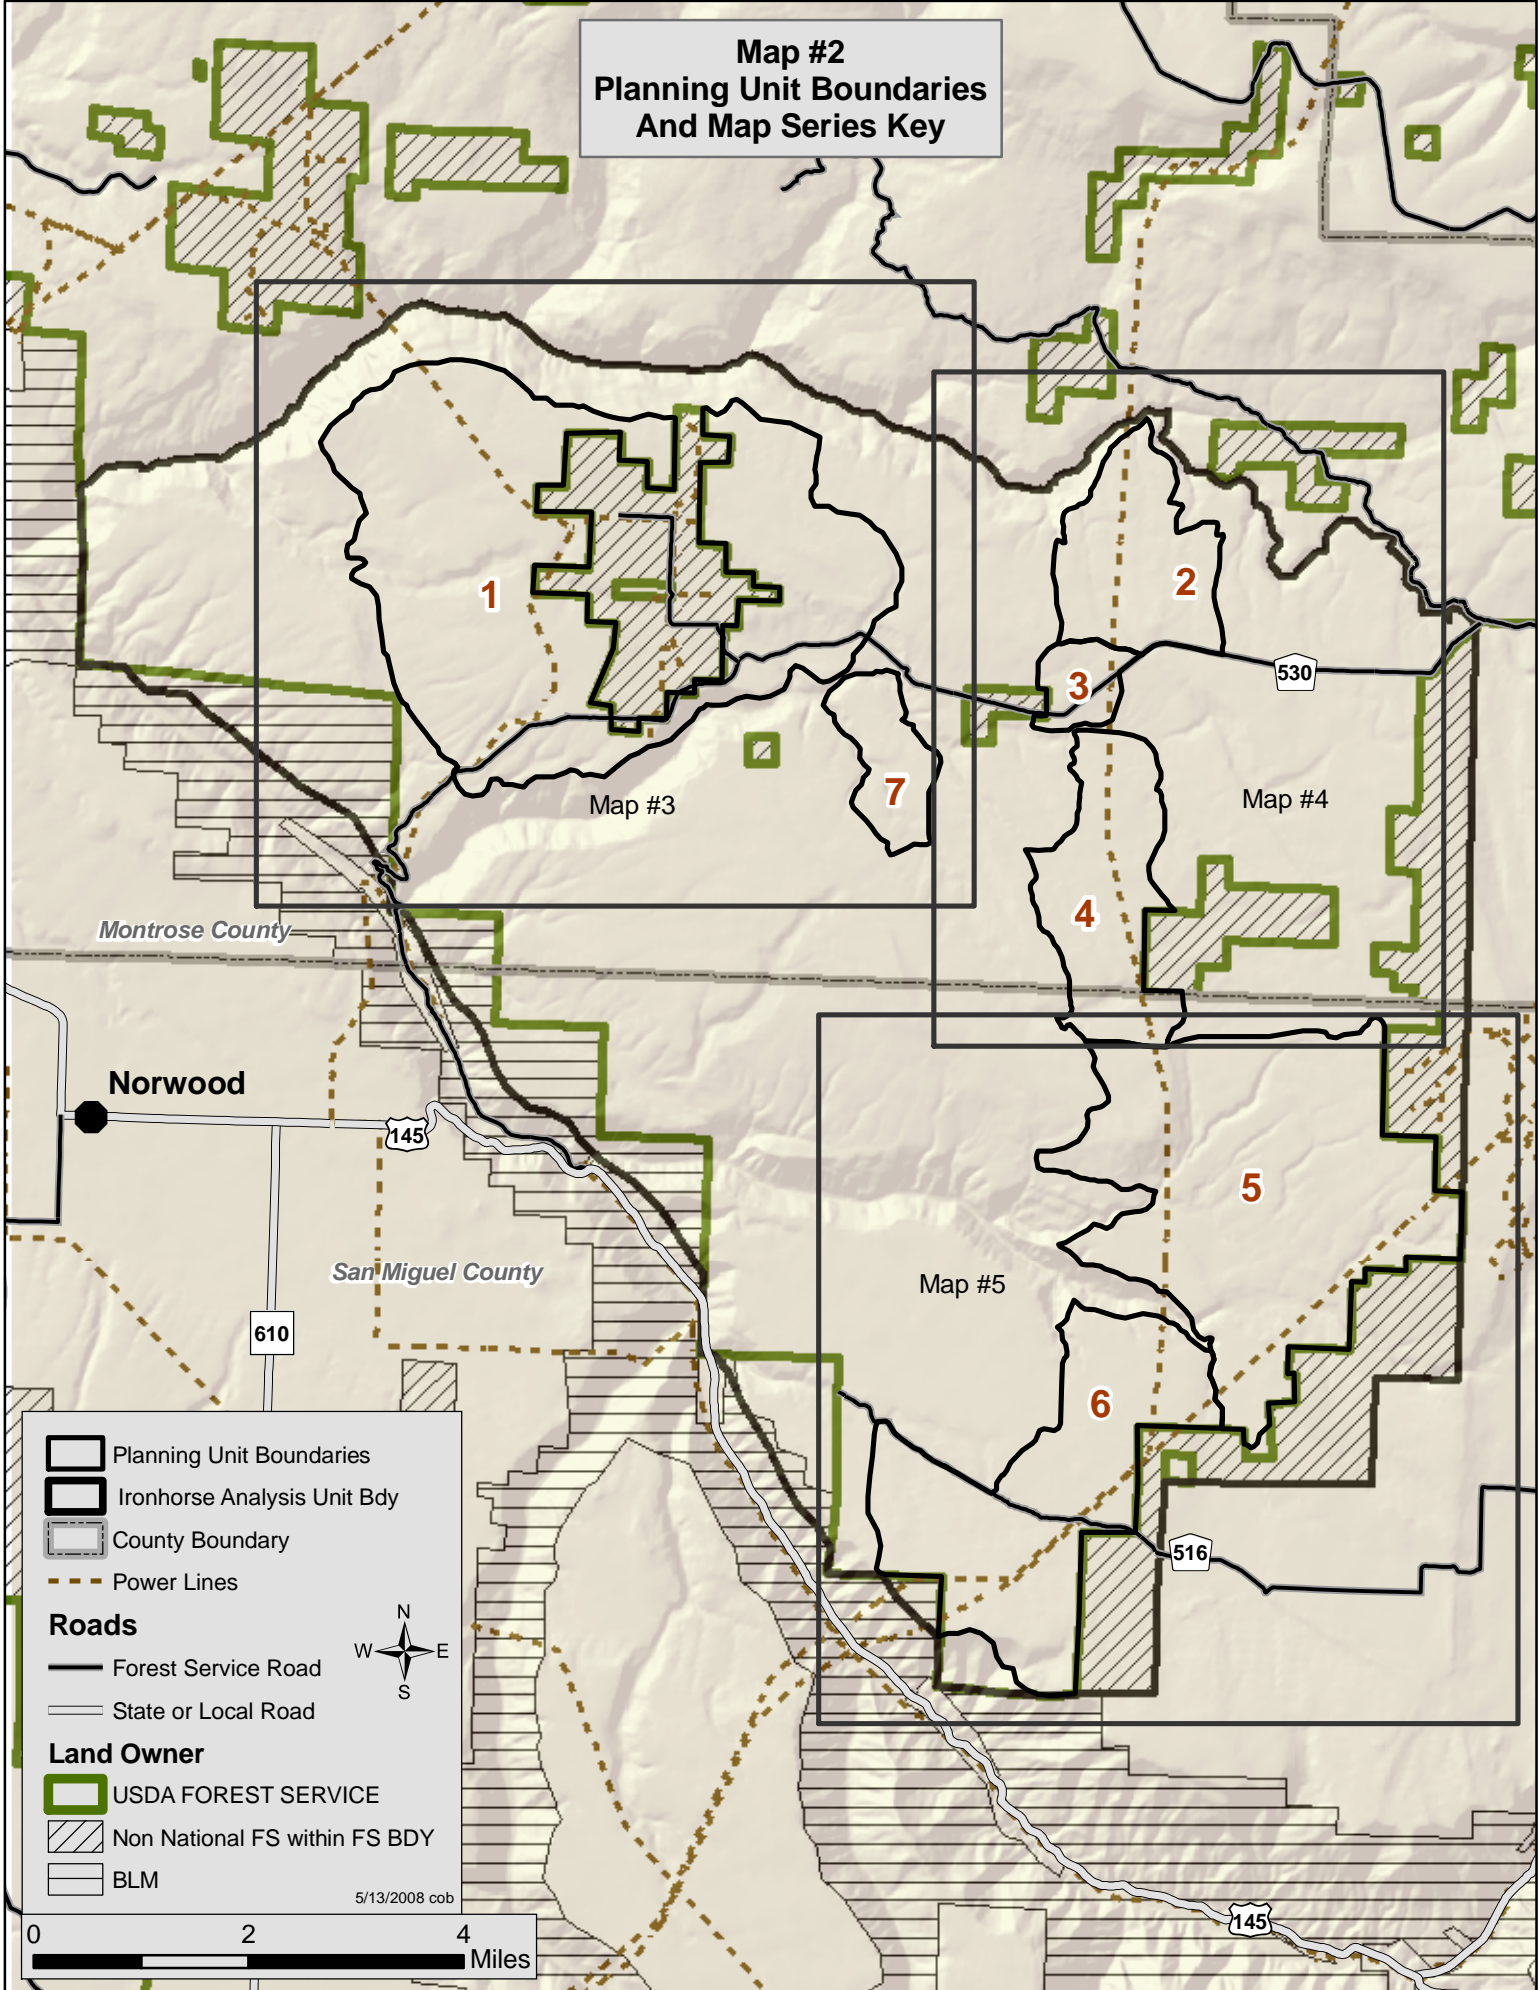 Map #2
Planning Unit Boundaries
And Map Series Key
1
2
530
3
7
Map #3
Map #4
4
Montrose County
Norwood
145
5
San Miguel County
Map #5
610
6
516
Planning Unit Boundaries
Ironhorse Analysis Unit Bdy
County Boundary
Power Lines
Roads
N
W E
S
Forest Service Road
State or Local Road
Land Owner
USDA FOREST SERVICE
Non National FS within FS BDY
BLM
5/13/2008 cob
145
0 2 4
Miles